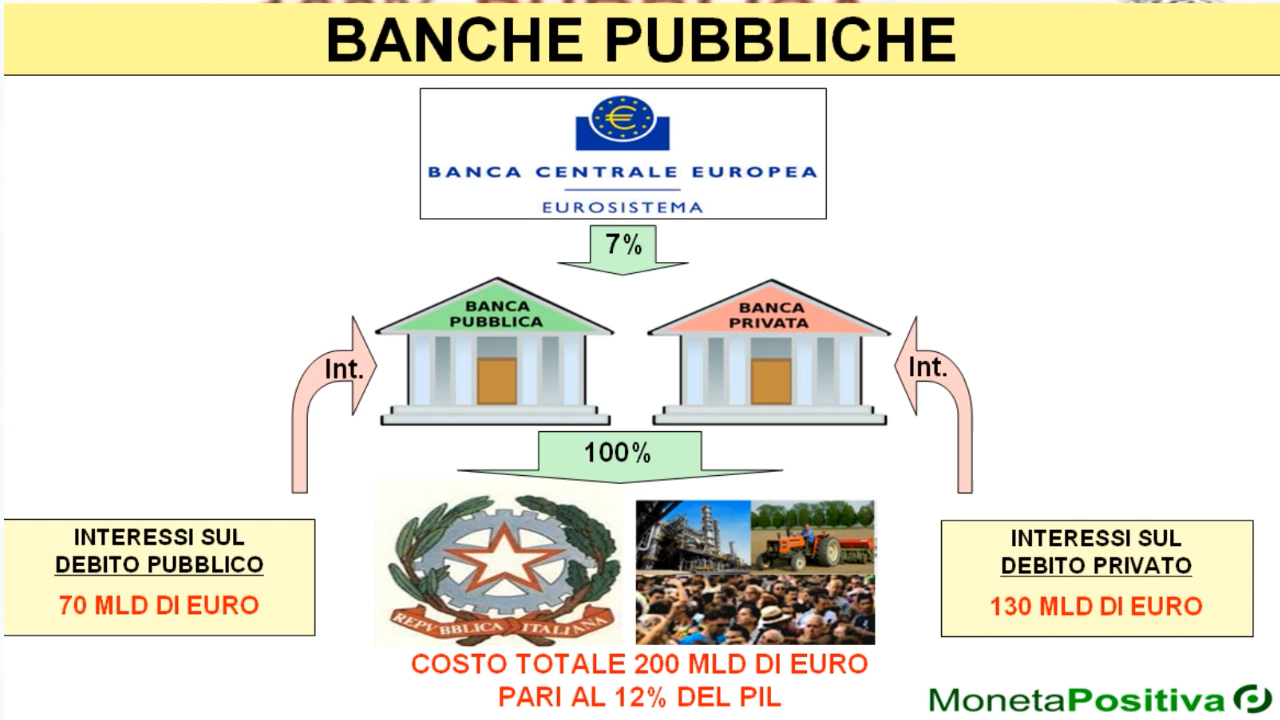 BANCHE PUBBLICHE
BANCA CENTRALE EUROPEA
EUROSISTEMA
7%
BANCA
PUBBLICA
BANCA
PRIVATA
Int.
Int.
100%
INTERESSI SUL
DEBITO PUBBLICO
70 MLD DI EURO
REPVBBLICA ITALIANA
INTERESSI SUL
DEBITO PRIVATO
130 MLD DI EURO
COSTO TOTALE 200 MLD DI EURO
PARI AL 12% DEL PIL
MonetaPositiva